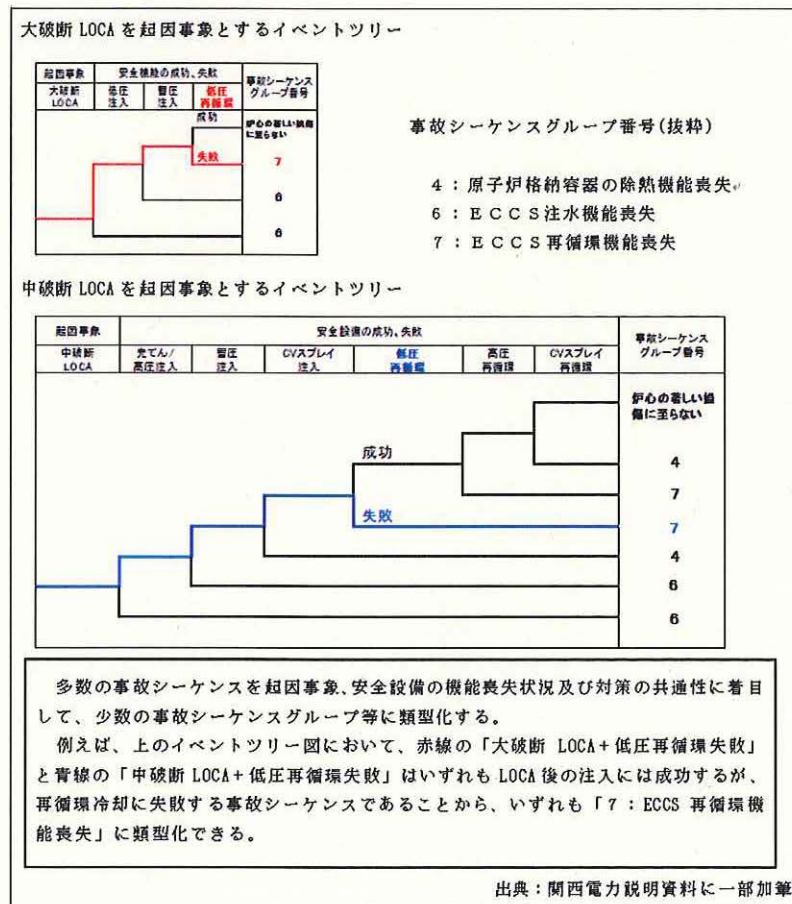 大破断 LOCA を起因事象とするイベントツリー
起因事象 安全機能の成功、失敗 事故シーケンス
グループ番号
大破断
LOCA
低圧
注入
蓄圧
注入
低圧
再循環
成功
炉心の著しい損傷
に至らない
失敗
7
6
6
事故シーケンスグループ番号(抜粋)
4：原子炉格納容器の除熱機能喪失
6：ECCS注水機能喪失
7：ECCS再循環機能喪失
中破断 LOCA を起因事象とするイベントツリー
起因事象 安全設備の成功、失敗 事故シーケンス
グループ番号
中破断
LOCA
充てん/
高圧注入
蓄圧
注入
CVスプレイ
注入
低圧
再循環
高圧
再循環
CVスプレイ
再循環
炉心の著しい損
傷に至らない
成功
4
7
失敗
7
4
6
6
多数の事故シーケンスを起因事象、安全設備の機能喪失状況及び対策の共通性に着目
して、少数の事故シーケンスグループ等に類型化する。
例えば、上のイベントツリー図において、赤線の「大破断 LOCA+低圧再循環失敗」
と青線の「中破断 LOCA+低圧再循環失敗」はいずれも LOCA 後の注入には成功するが、
再循環冷却に失敗する事故シーケンスであることから、いずれも「7：ECCS 再循環機
能喪失」に類型化できる。
出典：関西電力説明資料に一部加筆